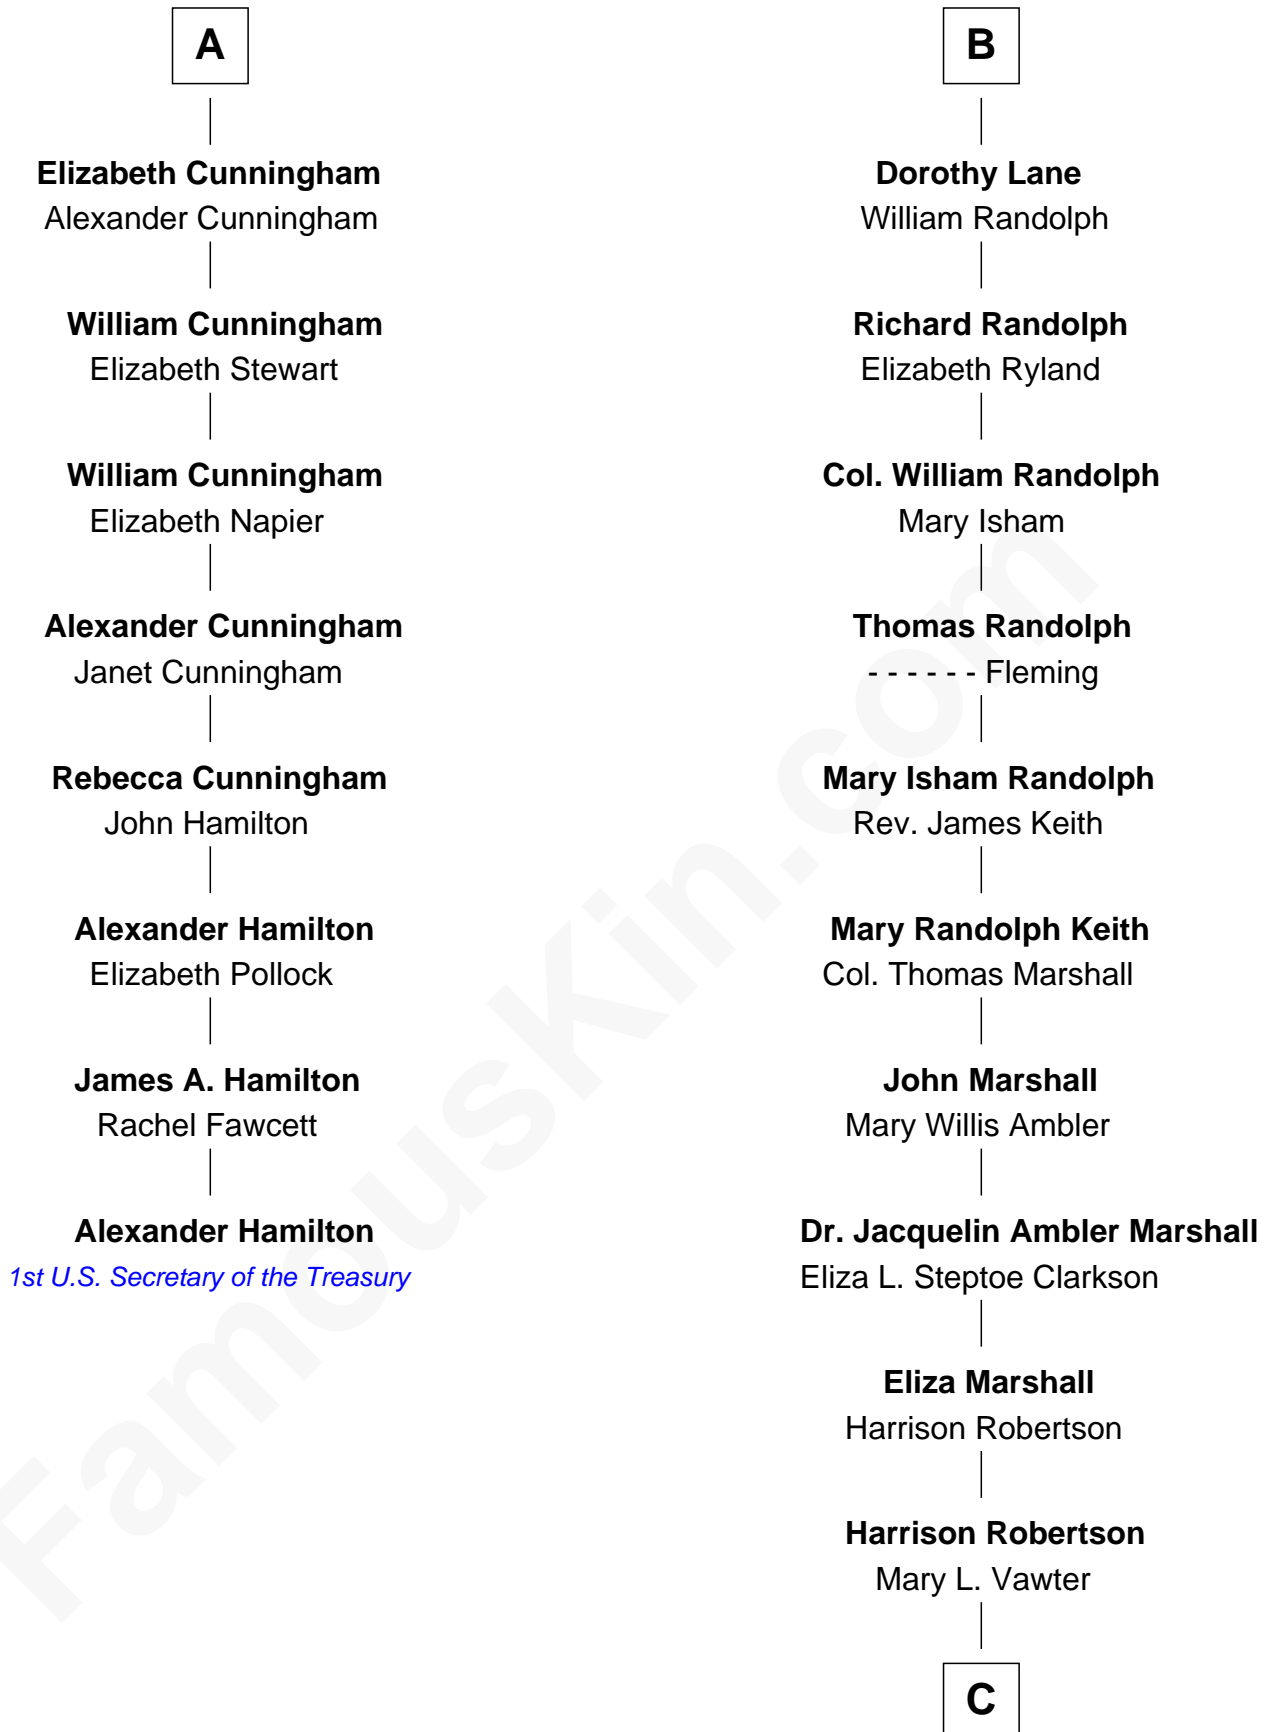 A
Elizabeth Cunningham
Alexander Cunningham
William Cunningham
Elizabeth Stewart
William Cunningham
Elizabeth Napier
Alexander Cunningham
Janet Cunningham
Rebecca Cunningham
John Hamilton
Alexander Hamilton
Elizabeth Pollock
James A. Hamilton
Rachel Fawcett
Alexander Hamilton
1st U.S. Secretary of the Treasury
B
Dorothy Lane
William Randolph
Richard Randolph
Elizabeth Ryland
Col. William Randolph
Mary Isham
Thomas Randolph
- - - - - - Fleming
Mary Isham Randolph
Rev. James Keith
Mary Randolph Keith
Col. Thomas Marshall
John Marshall
Mary Willis Ambler
Dr. Jacquelin Ambler Marshall
Eliza L. Steptoe Clarkson
Eliza Marshall
Harrison Robertson
Harrison Robertson
Mary L. Vawter
C
FamousKin.com